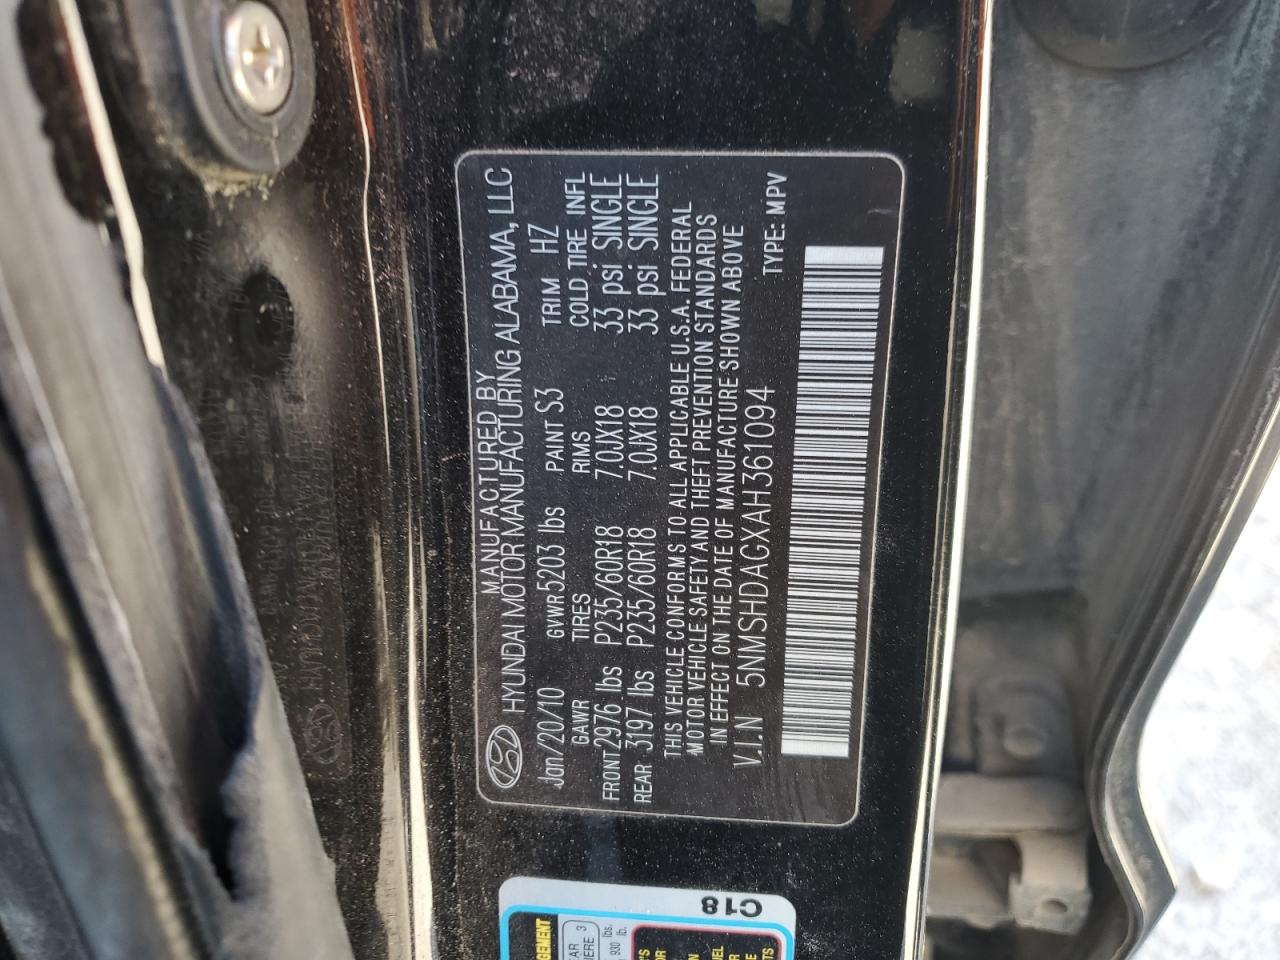 MANUFACTURED BY
HYUNDAI MOTOR MANUFACTURING ALABAMA, LLC
Jan/20/10 GVWR 5203 lbs PAINT S3 TRIM HZ
GAWR TIRES RIMS COLD TIRE INFL
FRONT 2976 lbs P235/60R18 7.0JX18 33 psi SINGLE
REAR 3197 lbs P235/60R18 7.0JX18 33 psi SINGLE
THIS VEHICLE CONFORMS TO ALL APPLICABLE U.S.A. FEDERAL
MOTOR VEHICLE SAFETY AND THEFT PREVENTION STANDARDS
IN EFFECT ON THE DATE OF MANUFACTURE SHOWN ABOVE
V.I.N 5NMSHDAGXAH361094 TYPE: MPV
C18
930 lbs.